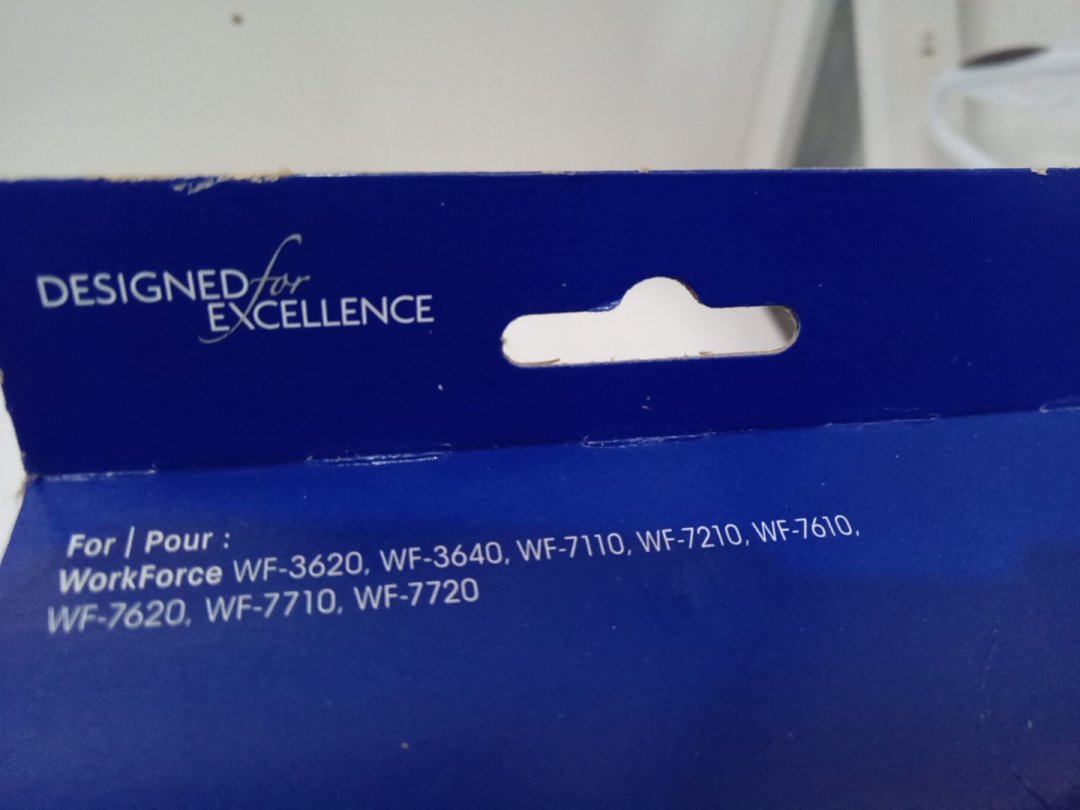 DESIGNED for
EXCELLENCE
For / Pour :
WorkForce WF-3620, WF-3640, WF-7110, WF-7210, WF-7610,
WF-7620, WF-7710, WF-7720